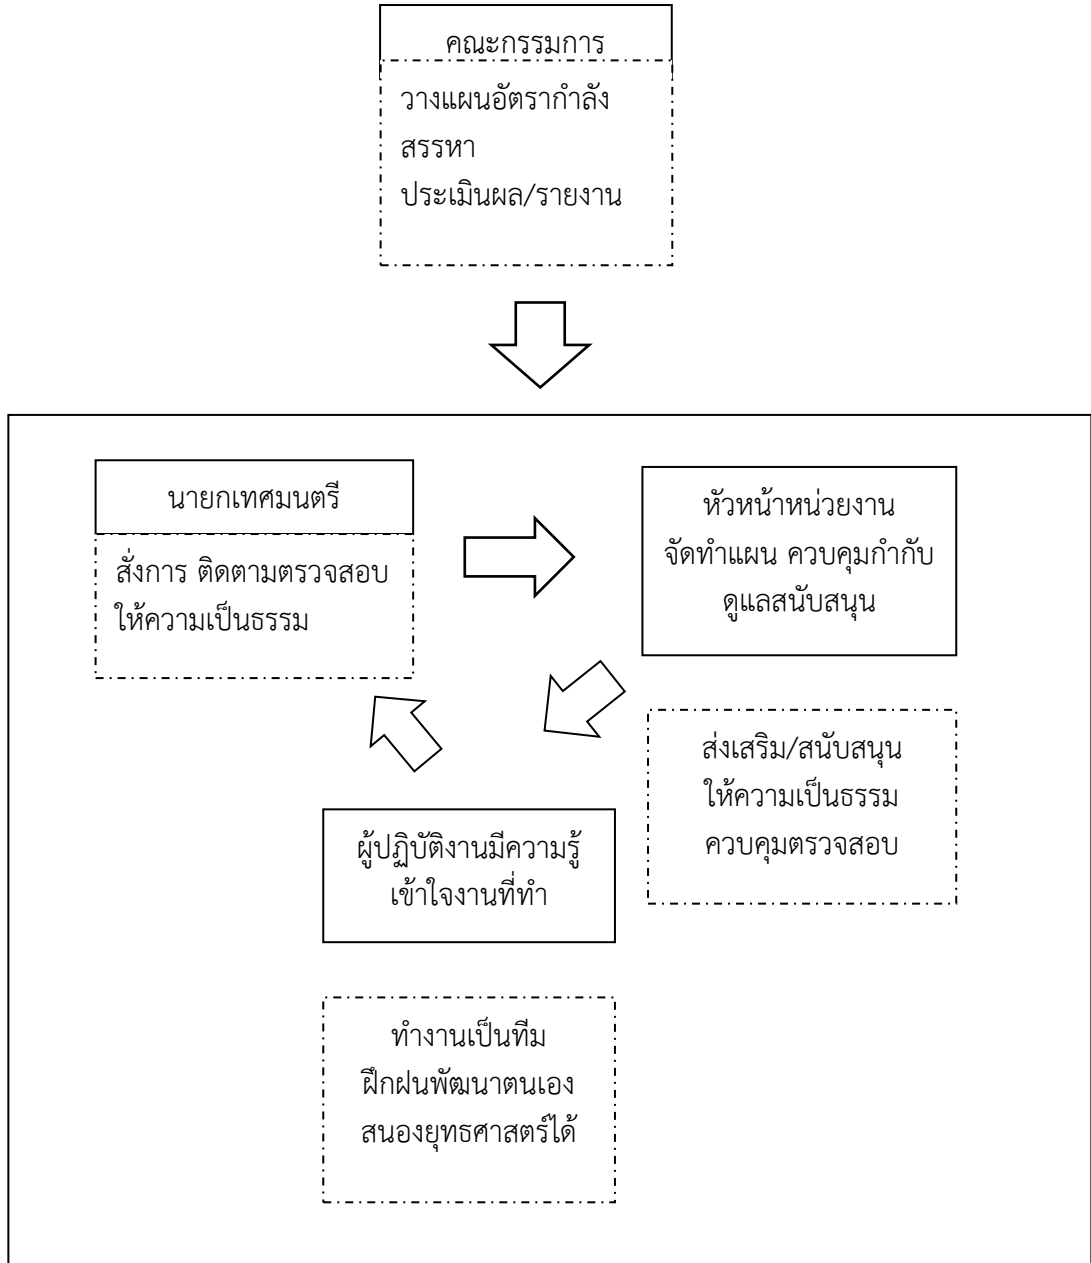 คณะกรรมการ
วางแผนอัตรากำลัง
สรรหา
ประเมินผล/รายงาน
นายกเทศมนตรี
สั่งการ ติดตามตรวจสอบ
ให้ความเป็นธรรม
หัวหน้าหน่วยงาน
จัดทำแผน ควบคุมกำกับ
ดูแลสนับสนุน
ส่งเสริม/สนับสนุน
ให้ความเป็นธรรม
ควบคุมตรวจสอบ
ผู้ปฏิบัติงานมีความรู้
เข้าใจงานที่ทำ
ทำงานเป็นทีม
ฝึกฝนพัฒนาตนเอง
สนองยุทธศาสตร์ได้